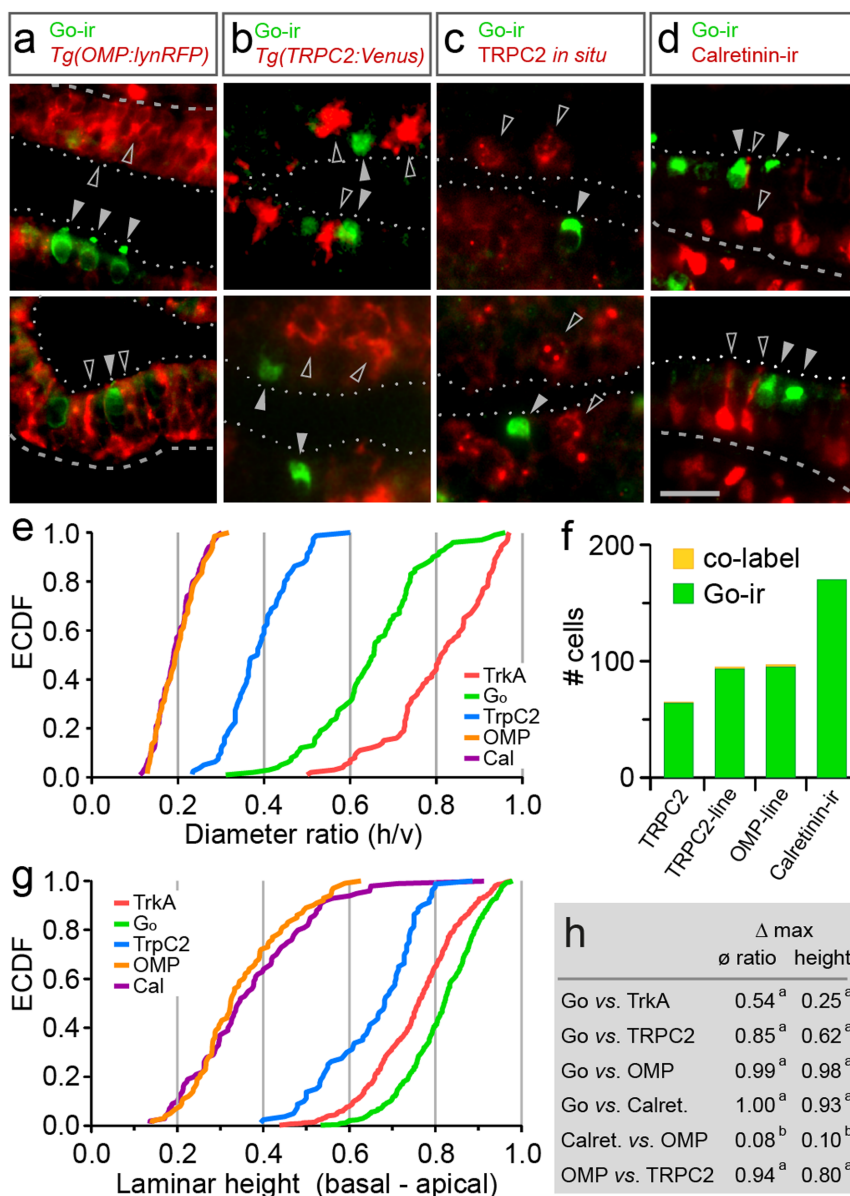 a
Go-ir
Tg(OMP:lynRFP)
b
Go-ir
Tg(TRPC2:Venus)
c
Go-ir
TRPC2 in situ
d
Go-ir
Calretinin-ir
e
ECDF
1.0
0.8
0.6
0.4
0.2
0.0
TrkA
Go
TrpC2
OMP
Cal
0.0 0.2 0.4 0.6 0.8 1.0
Diameter ratio (h/v)
f
# cells
200
100
0
co-label
Go-ir
TRPC2
TRPC2-line
OMP-line
Calretinin-ir
g
ECDF
1.0
0.8
0.6
0.4
0.2
0.0
TrkA
Go
TrpC2
OMP
Cal
0.0 0.2 0.4 0.6 0.8 1.0
Laminar height (basal - apical)
h
Δ max
ø ratio height
Go vs. TrkA 0.54 a 0.25 a
Go vs. TRPC2 0.85 a 0.62 a
Go vs. OMP 0.99 a 0.98 a
Go vs. Calret. 1.00 a 0.93 a
Calret. vs. OMP 0.08 b 0.10 b
OMP vs. TRPC2 0.94 a 0.80 a